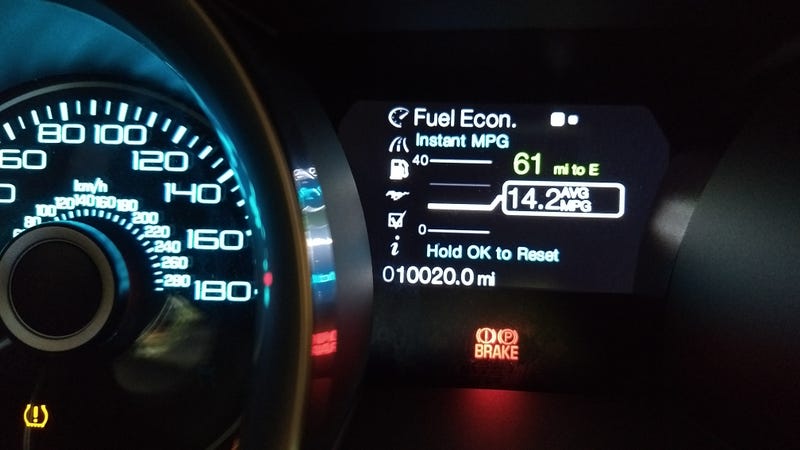 80 100
60
120
140
160
180
km/h
80 100 120 140 160 180
200
220
240
260
280
Fuel Econ.
Instant MPG
40
61 mi to E
14.2 AVG MPG
0
i
Hold OK to Reset
010020.0 mi
P
BRAKE